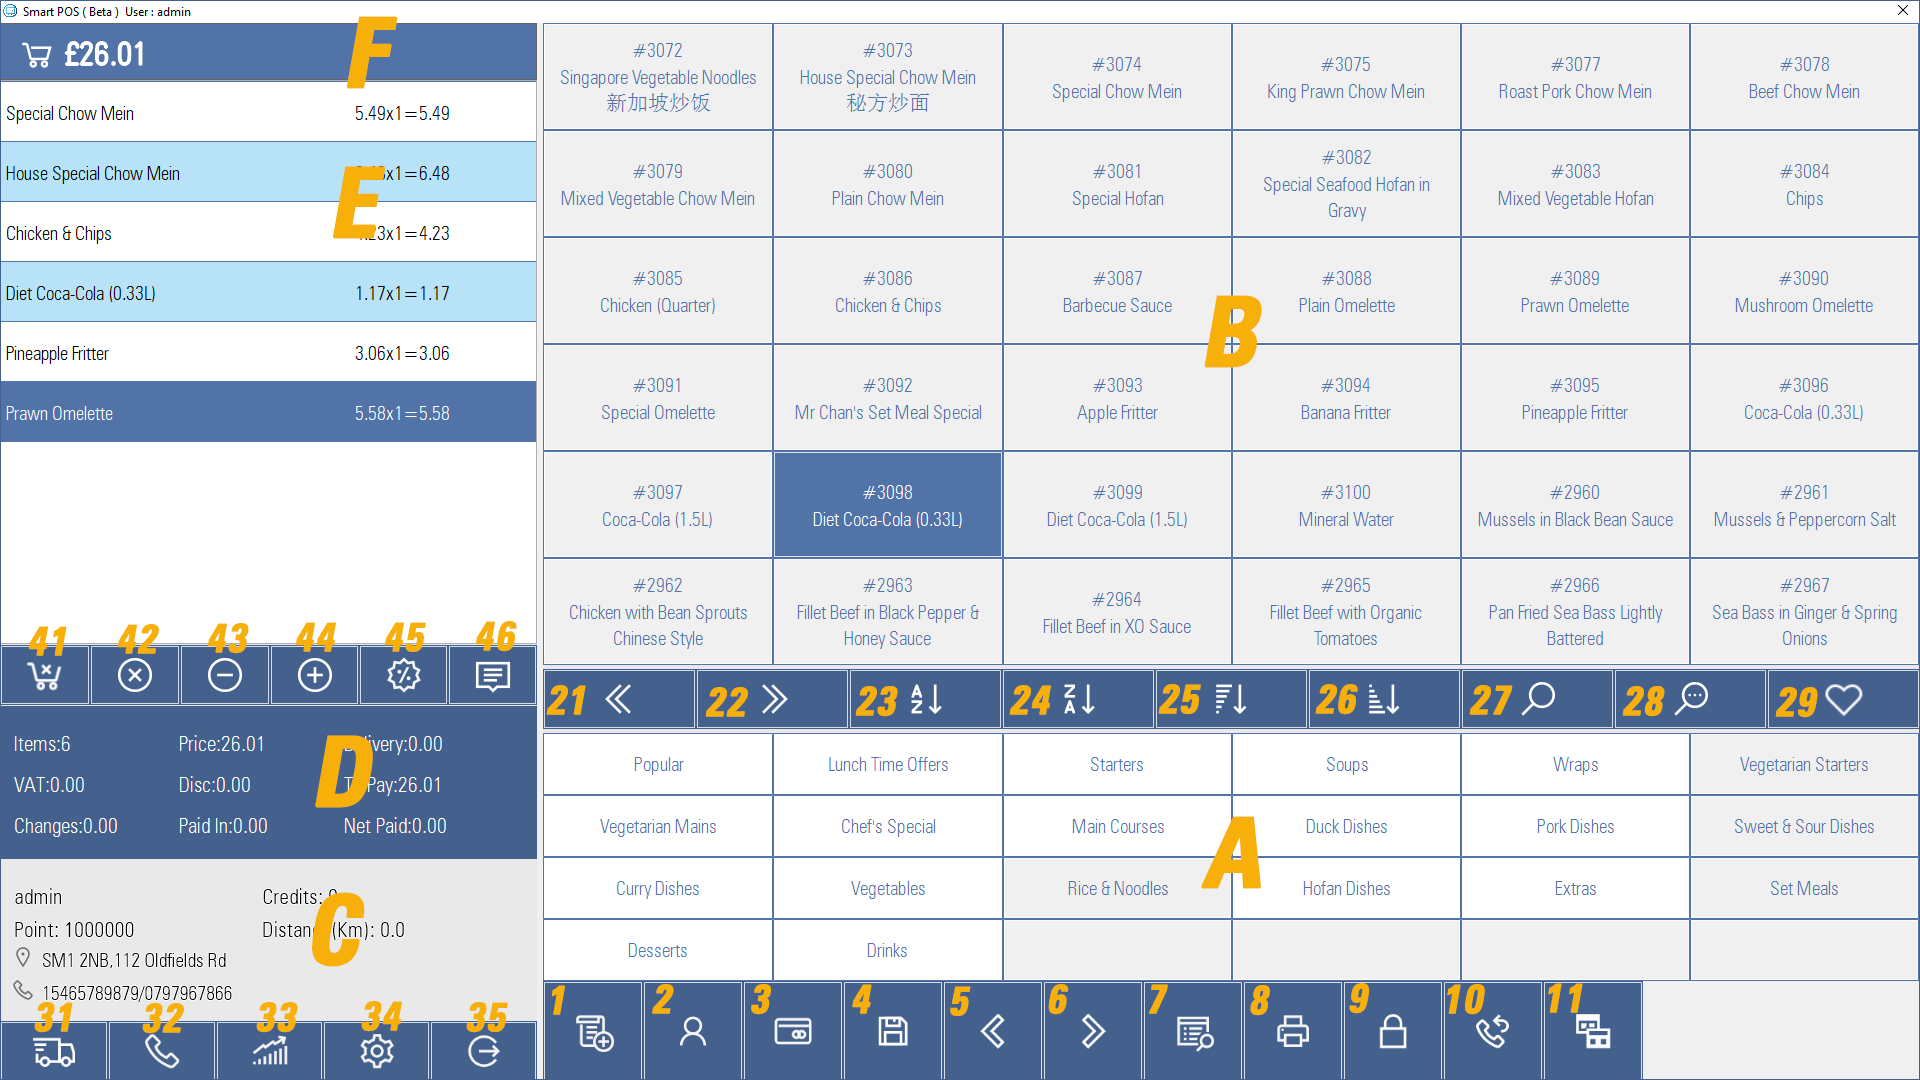 Smart POS ( Beta )  User : admin
F
£26.01
Special Chow Mein 5.49x1=5.49
House Special Chow Mein x1=6.48
E
Chicken & Chips 23x1=4.23
Diet Coca-Cola (0.33L) 1.17x1=1.17
Pineapple Fritter 3.06x1=3.06
Prawn Omelette 5.58x1=5.58
41 42 43 44 45 46
Items:6 Price:26.01 Delivery:0.00
D
VAT:0.00 Disc:0.00 To Pay:26.01
Changes:0.00 Paid In:0.00 Net Paid:0.00
admin Credits:
C
Point: 1000000 Distance(Km): 0.0
SM1 2NB,112 Oldfields Rd
15465789879/0797967866
31 32 33 34 35
#3072
Singapore Vegetable Noodles
新加坡炒饭
#3073
House Special Chow Mein
秘方炒面
#3074
Special Chow Mein
#3075
King Prawn Chow Mein
#3077
Roast Pork Chow Mein
#3078
Beef Chow Mein
#3079
Mixed Vegetable Chow Mein
#3080
Plain Chow Mein
#3081
Special Hofan
#3082
Special Seafood Hofan in
Gravy
#3083
Mixed Vegetable Hofan
#3084
Chips
#3085
Chicken (Quarter)
#3086
Chicken & Chips
#3087
Barbecue Sauce
B
#3088
Plain Omelette
#3089
Prawn Omelette
#3090
Mushroom Omelette
#3091
Special Omelette
#3092
Mr Chan's Set Meal Special
#3093
Apple Fritter
#3094
Banana Fritter
#3095
Pineapple Fritter
#3096
Coca-Cola (0.33L)
#3097
Coca-Cola (1.5L)
#3098
Diet Coca-Cola (0.33L)
#3099
Diet Coca-Cola (1.5L)
#3100
Mineral Water
#2960
Mussels in Black Bean Sauce
#2961
Mussels & Peppercorn Salt
#2962
Chicken with Bean Sprouts
Chinese Style
#2963
Fillet Beef in Black Pepper &
Honey Sauce
#2964
Fillet Beef in XO Sauce
#2965
Fillet Beef with Organic
Tomatoes
#2966
Pan Fried Sea Bass Lightly
Battered
#2967
Sea Bass in Ginger & Spring
Onions
21 22 23 A Z 24 Z A 25 26 27 28 29
Popular Lunch Time Offers Starters Soups Wraps Vegetarian Starters
Vegetarian Mains Chef's Special Main Courses Duck Dishes Pork Dishes Sweet & Sour Dishes
A
Curry Dishes Vegetables Rice & Noodles Hofan Dishes Extras Set Meals
Desserts Drinks
1 2 3 4 5 6 7 8 9 10 11